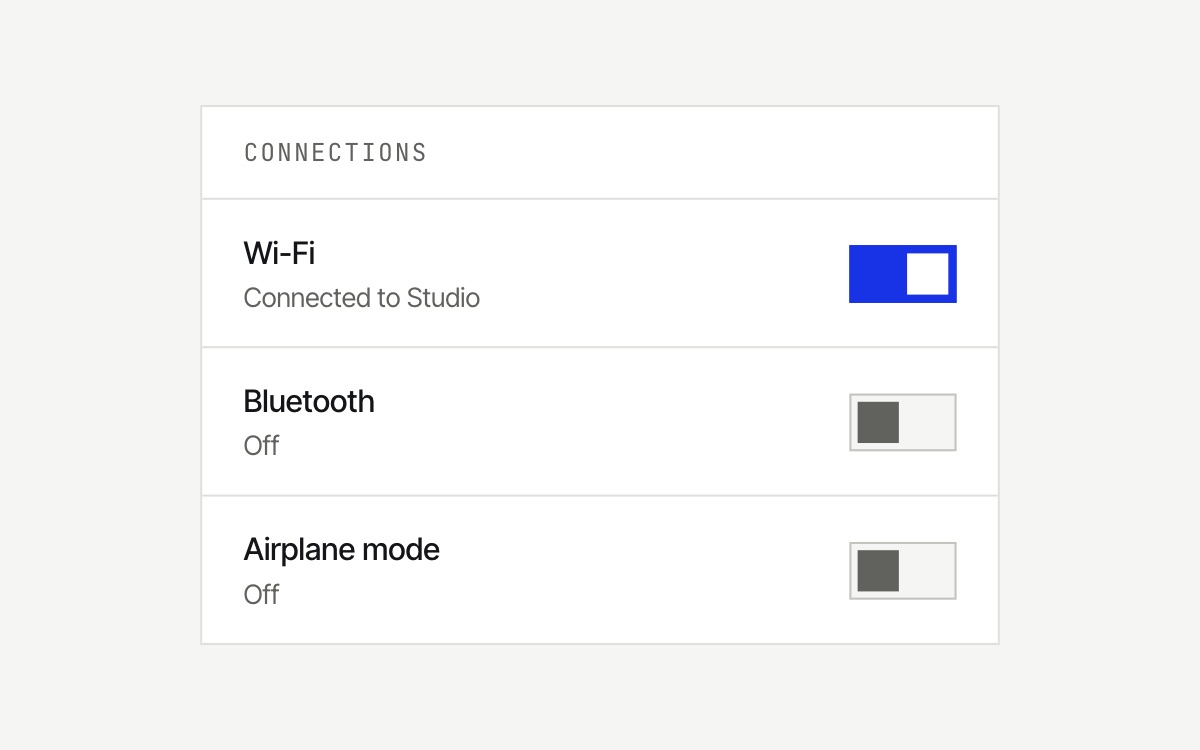 CONNECTIONS
Wi-Fi
Connected to Studio
Bluetooth
Off
Airplane mode
Off